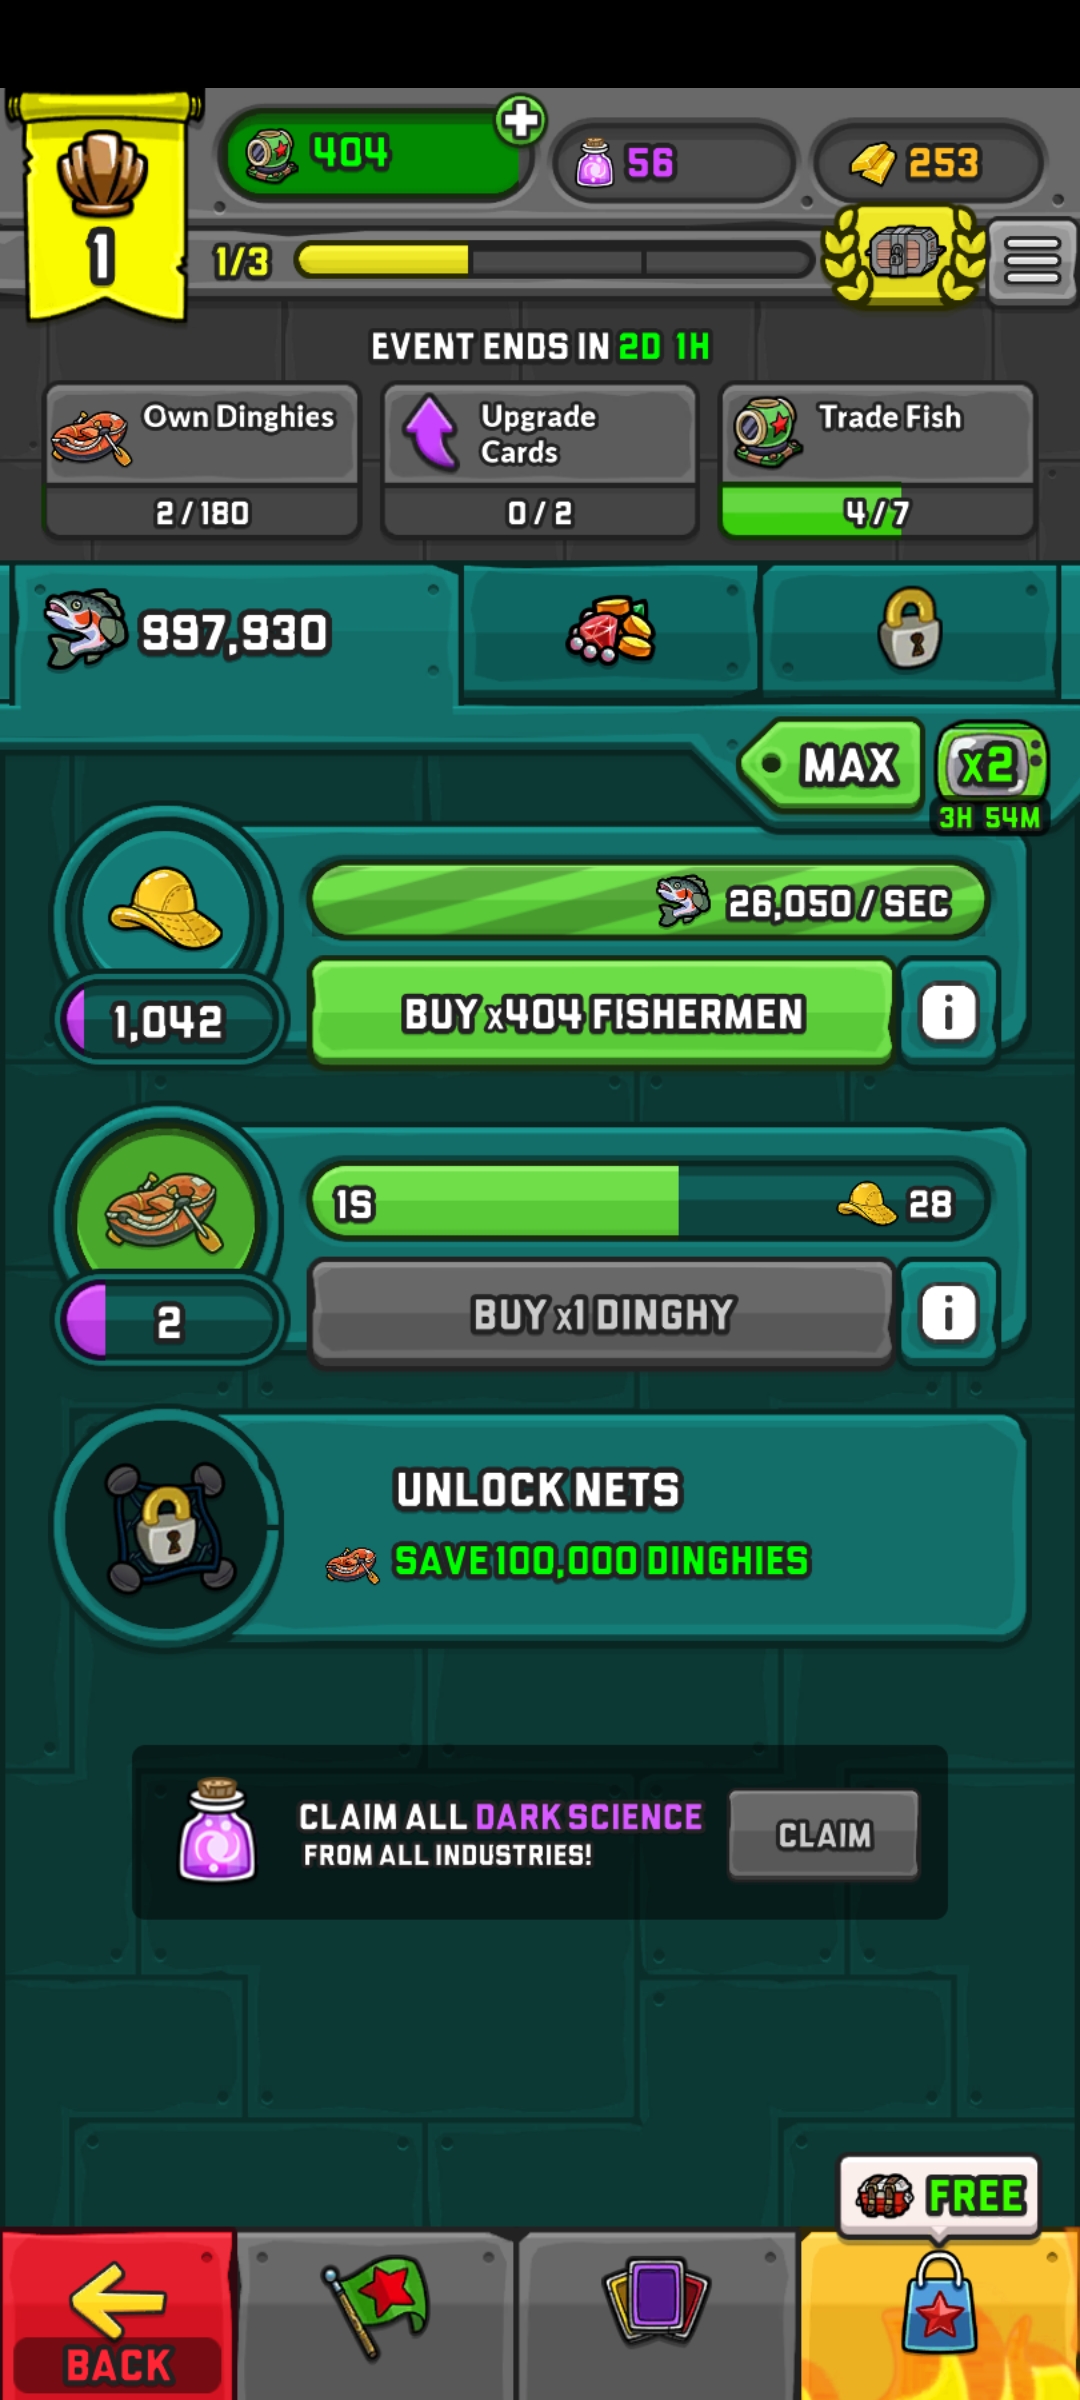 404
56
253
1
1/3
EVENT ENDS IN 2D 1H
Own Dinghies
2 / 180
Upgrade
Cards
0 / 2
Trade Fish
4 / 7
997,930
MAX
x2
3H 54M
26,050 / SEC
1,042
BUY x404 FISHERMEN
i
1S
28
2
BUY x1 DINGHY
i
UNLOCK NETS
SAVE 100,000 DINGHIES
CLAIM ALL DARK SCIENCE
FROM ALL INDUSTRIES!
CLAIM
FREE
BACK